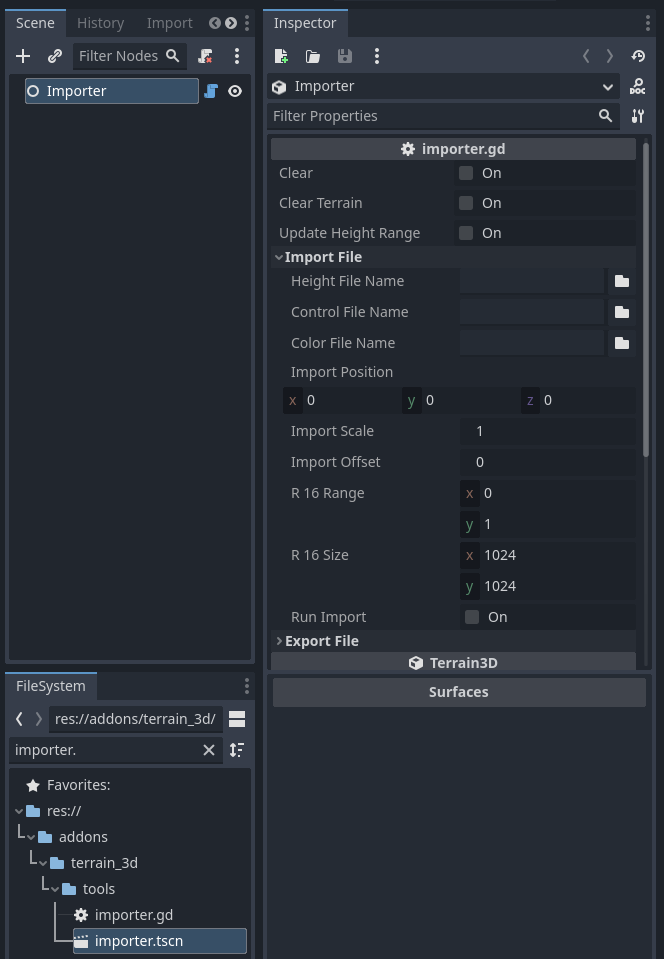 Scene History Import
Filter Nodes
Importer
FileSystem
res://addons/terrain_3d/
importer.
Favorites:
res://
addons
terrain_3d
tools
importer.gd
importer.tscn
Inspector
Importer
DOC
Filter Properties
importer.gd
Clear On
Clear Terrain On
Update Height Range On
Import File
Height File Name
Control File Name
Color File Name
Import Position
x 0 y 0 z 0
Import Scale 1
Import Offset 0
R 16 Range x 0
y 1
R 16 Size x 1024
y 1024
Run Import On
Export File
Terrain3D
Surfaces